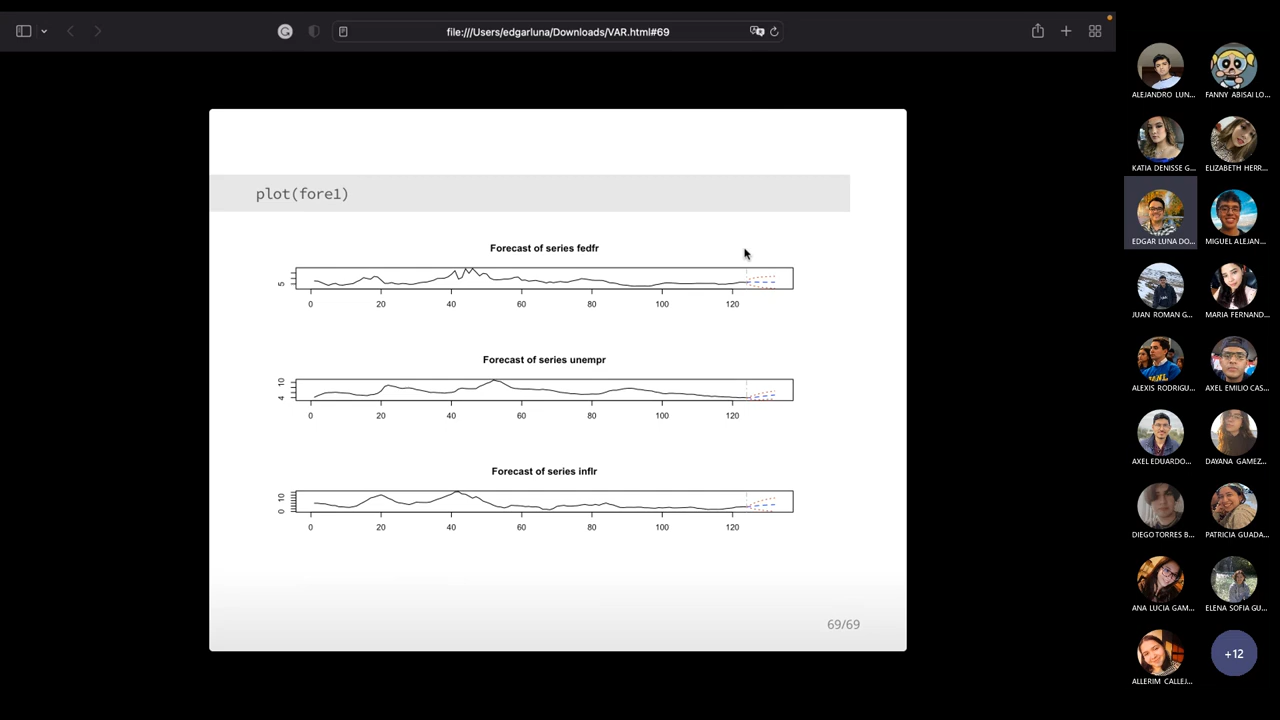 file:///Users/edgarluna/Downloads/VAR.html#69
plot(fore1)
Forecast of series fedfr
5
0 20 40 60 80 100 120
Forecast of series unempr
4 10
0 20 40 60 80 100 120
Forecast of series inflr
0 10
0 20 40 60 80 100 120
69/69
ALEJANDRO LUN...
FANNY ABISAI LO...
KATIA DENISSE G...
ELIZABETH HERR...
EDGAR LUNA DO...
MIGUEL ALEJAN...
JUAN ROMAN G...
MARIA FERNAND...
ALEXIS RODRIGU...
AXEL EMILIO CAS...
AXEL EDUARDO...
DAYANA GAMEZ...
DIEGO TORRES B...
PATRICIA GUADA...
ANA LUCIA GAM...
ELENA SOFIA GU...
ALLERIM CALLEJ...
+12